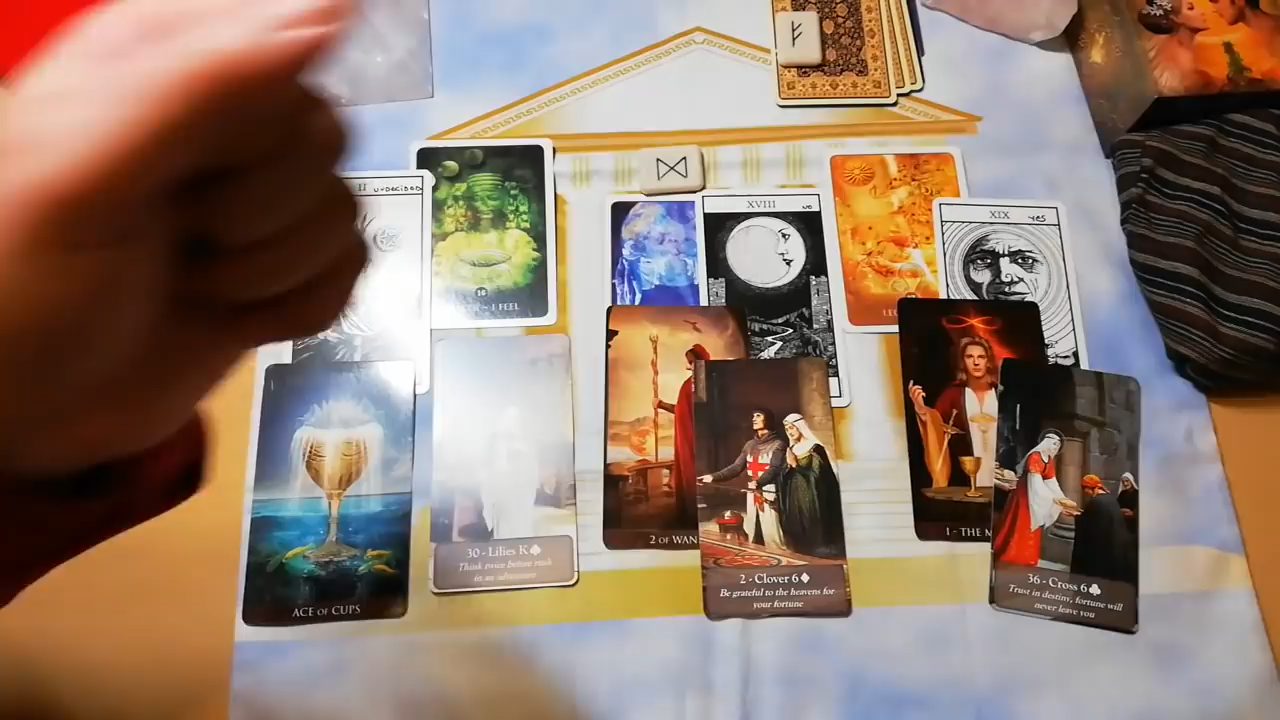 II UNDECIDED
16
~ I FEEL
XVIII NO
XIX YES
ACE OF CUPS
30 - Lilies K♠
Think twice before rush
in an adventure
2 OF WAN
2 - Clover 6♦
Be grateful to the heavens for
your fortune
1 - THE M
36 - Cross 6♣
Trust in destiny, fortune will
never leave you